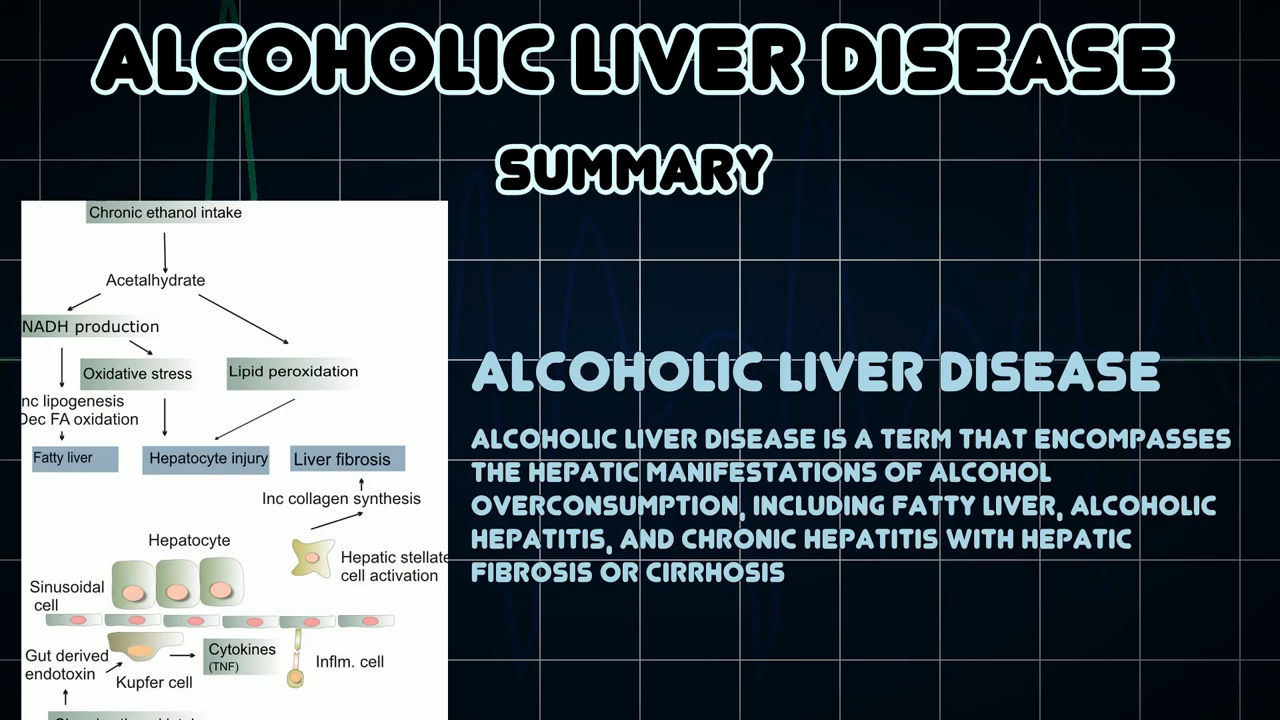 ALCOHOLIC LIVER DISEASE
SUMMARY
Chronic ethanol intake
Acetalhydrate
NADH production
Oxidative stress
Lipid peroxidation
nc lipogenesis
Dec FA oxidation
Fatty liver
Hepatocyte injury
Liver fibrosis
Inc collagen synthesis
Hepatocyte
Hepatic stellate
cell activation
Sinusoidal
cell
Gut derived
endotoxin
Kupfer cell
Cytokines
(TNF)
Inflm. cell
ALCOHOLIC LIVER DISEASE
ALCOHOLIC LIVER DISEASE IS A TERM THAT ENCOMPASSES
THE HEPATIC MANIFESTATIONS OF ALCOHOL
OVERCONSUMPTION, INCLUDING FATTY LIVER, ALCOHOLIC
HEPATITIS, AND CHRONIC HEPATITIS WITH HEPATIC
FIBROSIS OR CIRRHOSIS